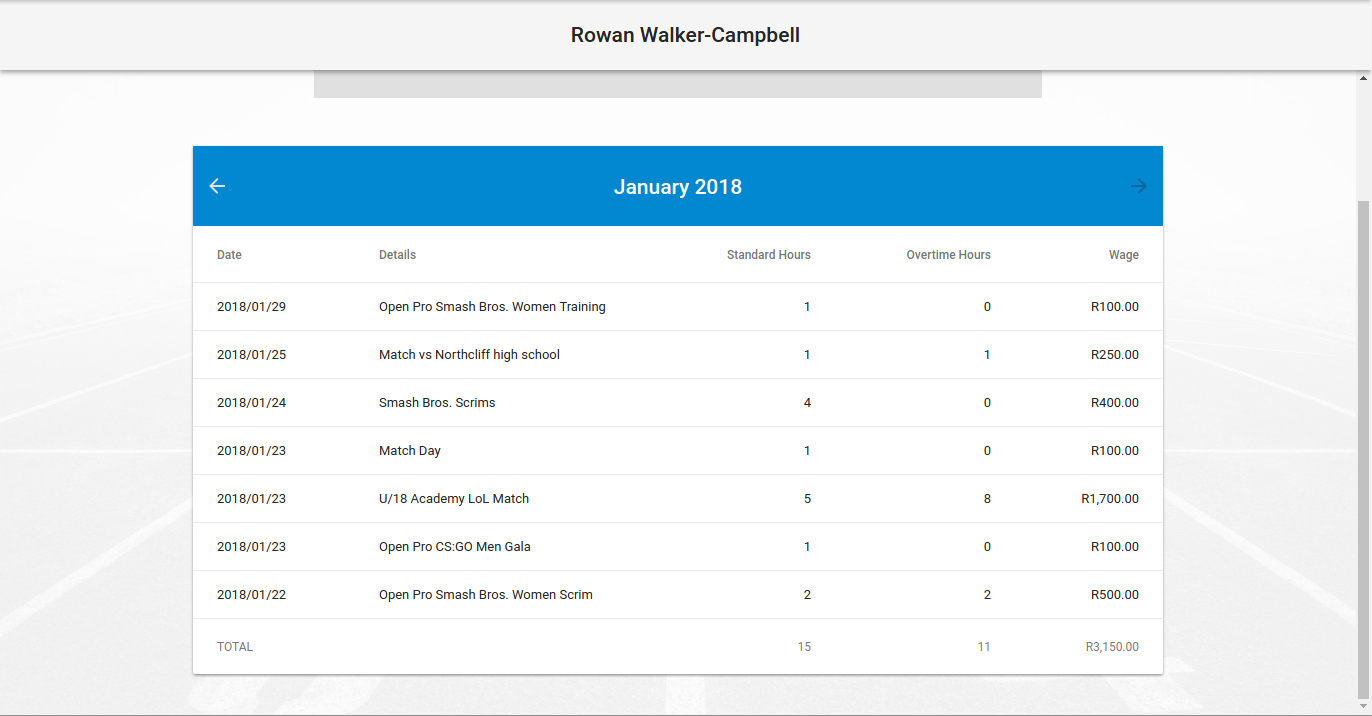 Rowan Walker-Campbell
January 2018
Date Details Standard Hours Overtime Hours Wage
2018/01/29 Open Pro Smash Bros. Women Training 1 0 R100.00
2018/01/25 Match vs Northcliff high school 1 1 R250.00
2018/01/24 Smash Bros. Scrims 4 0 R400.00
2018/01/23 Match Day 1 0 R100.00
2018/01/23 U/18 Academy LoL Match 5 8 R1,700.00
2018/01/23 Open Pro CS:GO Men Gala 1 0 R100.00
2018/01/22 Open Pro Smash Bros. Women Scrim 2 2 R500.00
TOTAL 15 11 R3,150.00